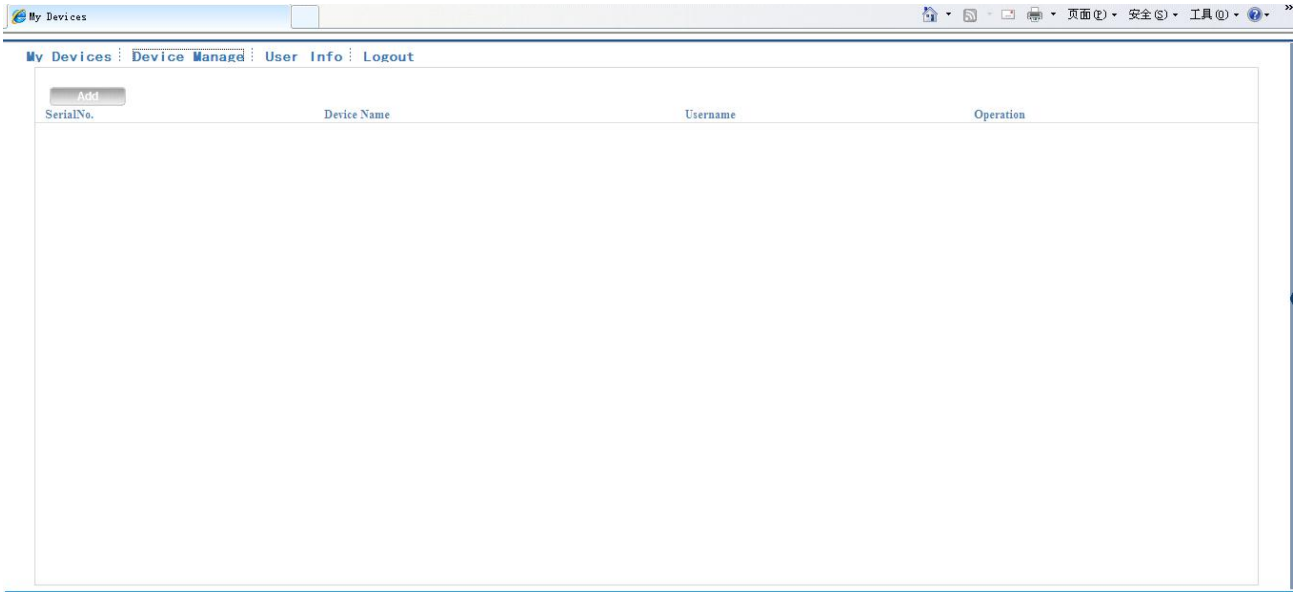 My Devices 页面(P) 安全(S) 工具(O) »
My Devices Device Manage User Info Logout
Add
SerialNo. Device Name Username Operation